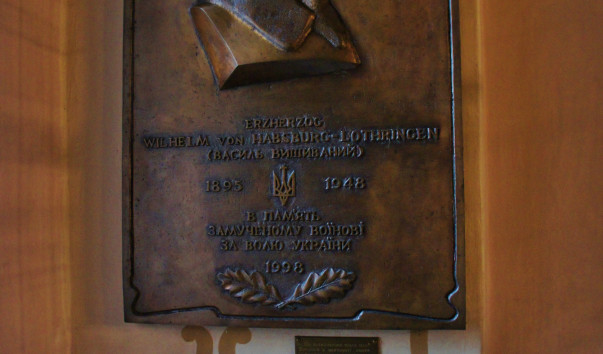 ERZHERZOG
WILHELM VON HABSBURG-LOTHRINGEN
(ВАСИЛЬ ВИШИВАНИЙ)
1895 1948
В ПАМ'ЯТЬ
ЗАМУЧЕНОМУ ВОЇНОВІ
ЗА ВОЛЮ УКРАЇНИ
1998